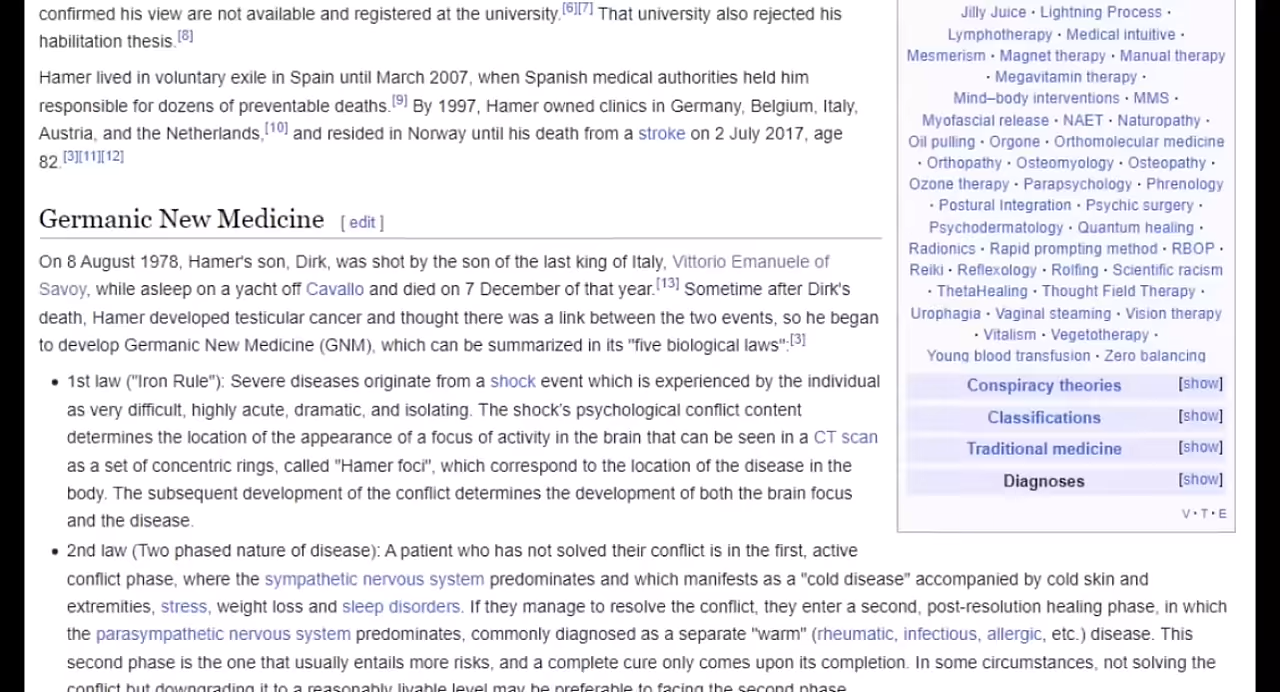 confirmed his view are not available and registered at the university.[6][7] That university also rejected his
habilitation thesis.[8]
Hamer lived in voluntary exile in Spain until March 2007, when Spanish medical authorities held him
responsible for dozens of preventable deaths.[9] By 1997, Hamer owned clinics in Germany, Belgium, Italy,
Austria, and the Netherlands,[10] and resided in Norway until his death from a stroke on 2 July 2017, age
82.[3][11][12]
Germanic New Medicine [ edit ]
On 8 August 1978, Hamer's son, Dirk, was shot by the son of the last king of Italy, Vittorio Emanuele of
Savoy, while asleep on a yacht off Cavallo and died on 7 December of that year.[13] Sometime after Dirk's
death, Hamer developed testicular cancer and thought there was a link between the two events, so he began
to develop Germanic New Medicine (GNM), which can be summarized in its "five biological laws":[3]
• 1st law ("Iron Rule"): Severe diseases originate from a shock event which is experienced by the individual
as very difficult, highly acute, dramatic, and isolating. The shock's psychological conflict content
determines the location of the appearance of a focus of activity in the brain that can be seen in a CT scan
as a set of concentric rings, called "Hamer foci", which correspond to the location of the disease in the
body. The subsequent development of the conflict determines the development of both the brain focus
and the disease.
• 2nd law (Two phased nature of disease): A patient who has not solved their conflict is in the first, active
conflict phase, where the sympathetic nervous system predominates and which manifests as a "cold disease" accompanied by cold skin and
extremities, stress, weight loss and sleep disorders. If they manage to resolve the conflict, they enter a second, post-resolution healing phase, in which
the parasympathetic nervous system predominates, commonly diagnosed as a separate "warm" (rheumatic, infectious, allergic, etc.) disease. This
second phase is the one that usually entails more risks, and a complete cure only comes upon its completion. In some circumstances, not solving the
conflict but downgrading it to a reasonably livable level may be preferable to facing the second phase.
Jilly Juice · Lightning Process ·
Lymphotherapy · Medical intuitive ·
Mesmerism · Magnet therapy · Manual therapy
· Megavitamin therapy ·
Mind–body interventions · MMS ·
Myofascial release · NAET · Naturopathy ·
Oil pulling · Orgone · Orthomolecular medicine
· Orthopathy · Osteomyology · Osteopathy ·
Ozone therapy · Parapsychology · Phrenology
· Postural Integration · Psychic surgery ·
Psychodermatology · Quantum healing ·
Radionics · Rapid prompting method · RBOP ·
Reiki · Reflexology · Rolfing · Scientific racism
· ThetaHealing · Thought Field Therapy ·
Urophagia · Vaginal steaming · Vision therapy
· Vitalism · Vegetotherapy ·
Young blood transfusion · Zero balancing
Conspiracy theories [show]
Classifications [show]
Traditional medicine [show]
Diagnoses [show]
V · T · E